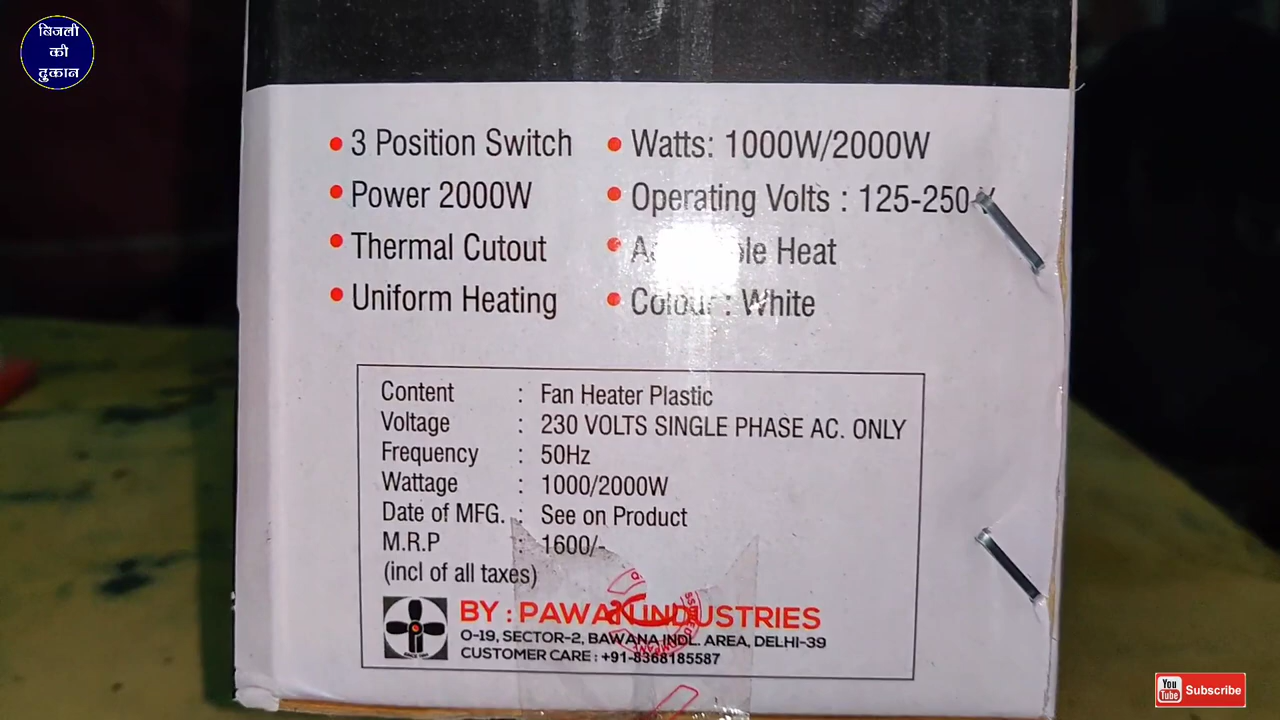 बिजली
की
दुकान
3 Position Switch
Power 2000W
Thermal Cutout
Uniform Heating
Watts: 1000W/2000W
Operating Volts : 125-250
Heat
Colour : White
Content : Fan Heater Plastic
Voltage : 230 VOLTS SINGLE PHASE AC. ONLY
Frequency : 50Hz
Wattage : 1000/2000W
Date of MFG. : See on Product
M.R.P : 1600/-
(incl of all taxes)
BY : PAWAN INDUSTRIES
O-19, SECTOR-2, BAWANA INDL. AREA, DELHI-39
CUSTOMER CARE : +91-8368185587
You Tube Subscribe